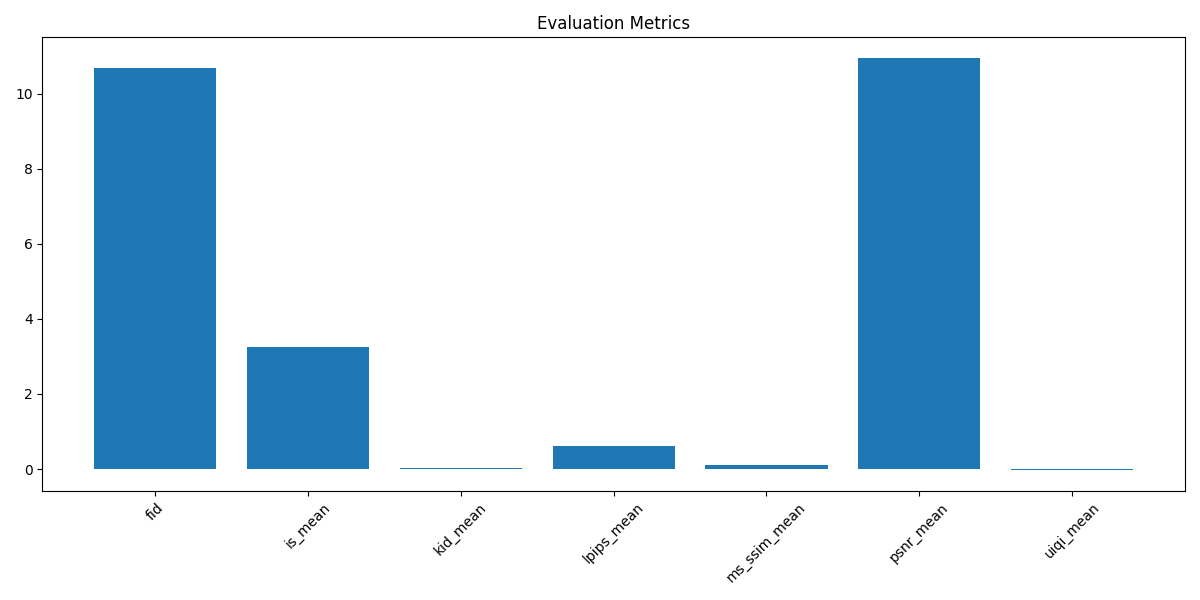 Evaluation Metrics
10
8
6
4
2
0
fid
is_mean
kid_mean
lpips_mean
ms_ssim_mean
psnr_mean
uiqi_mean